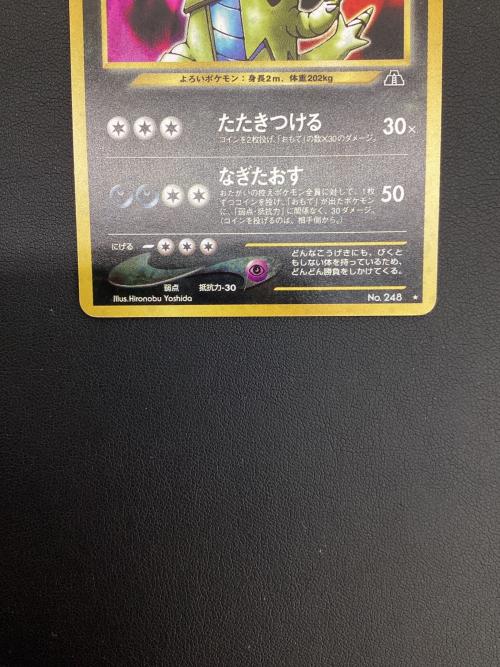 よろいポケモン：身長2m、体重202kg
たたきつける 30×
コインを2枚投げ、「おもて」の数×30のダメージ。
なぎたおす 50
おたがいの控えポケモン全員に対して、1枚
ずつコインを投げ、「おもて」が出たポケモン
に、「弱点・抵抗力」に関係なく、30ダメージ。
（コインを投げるのは、相手側から。）
にげる
どんなこうげきにも、びくと
もしない体を持っているため、
どんどん勝負をしかけてくる。
弱点 抵抗力-30
Illus.Hironobu Yoshida
No. 248 ★